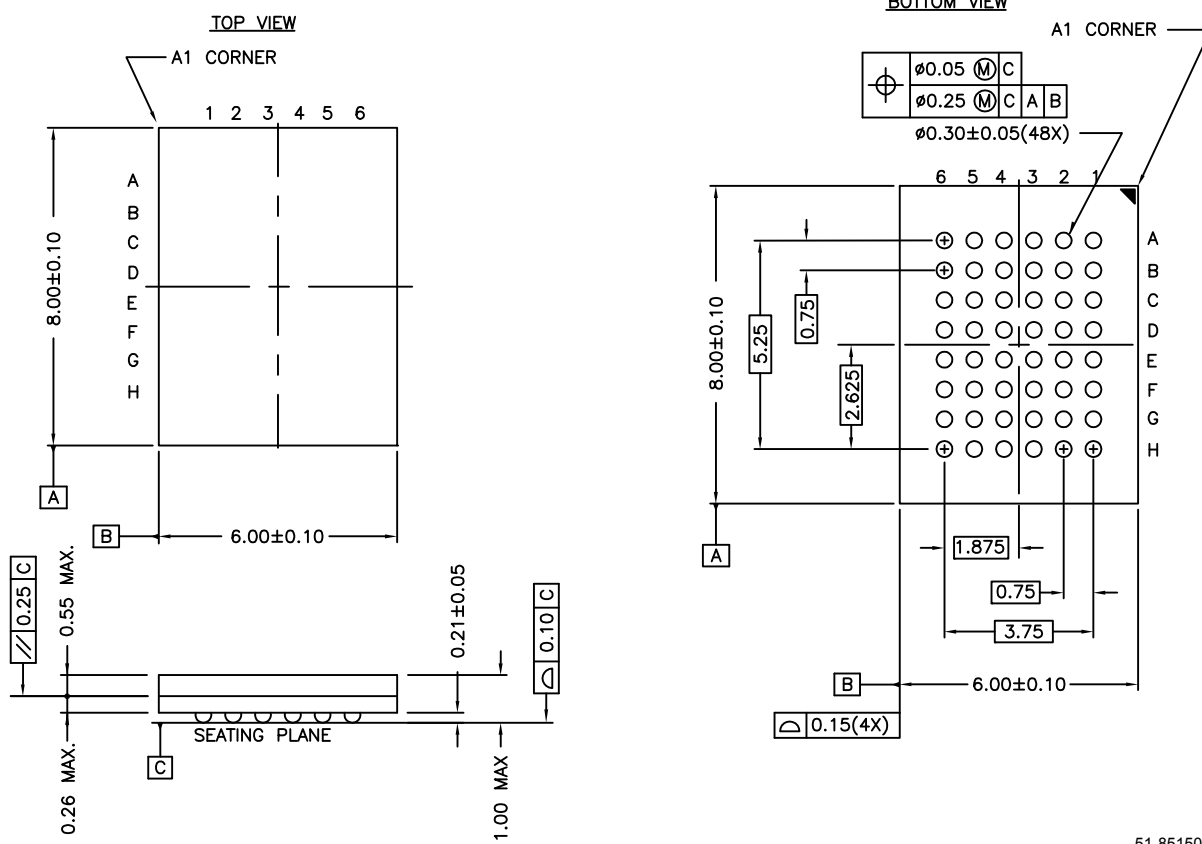 TOP VIEW
A1 CORNER
1 2 3 4 5 6
A
B
C
D
E
F
G
H
8.00±0.10
A
B
6.00±0.10
// 0.25 C
0.55 MAX.
0.21±0.05
0.10 C
SEATING PLANE
C
0.26 MAX.
1.00 MAX
BOTTOM VIEW
A1 CORNER
ø0.05 Ⓜ C
ø0.25 Ⓜ C A B
ø0.30±0.05(48X)
6 5 4 3 2 1
A
B
C
D
E
F
G
H
8.00±0.10
5.25
0.75
2.625
A
1.875
0.75
3.75
B
6.00±0.10
0.15(4X)